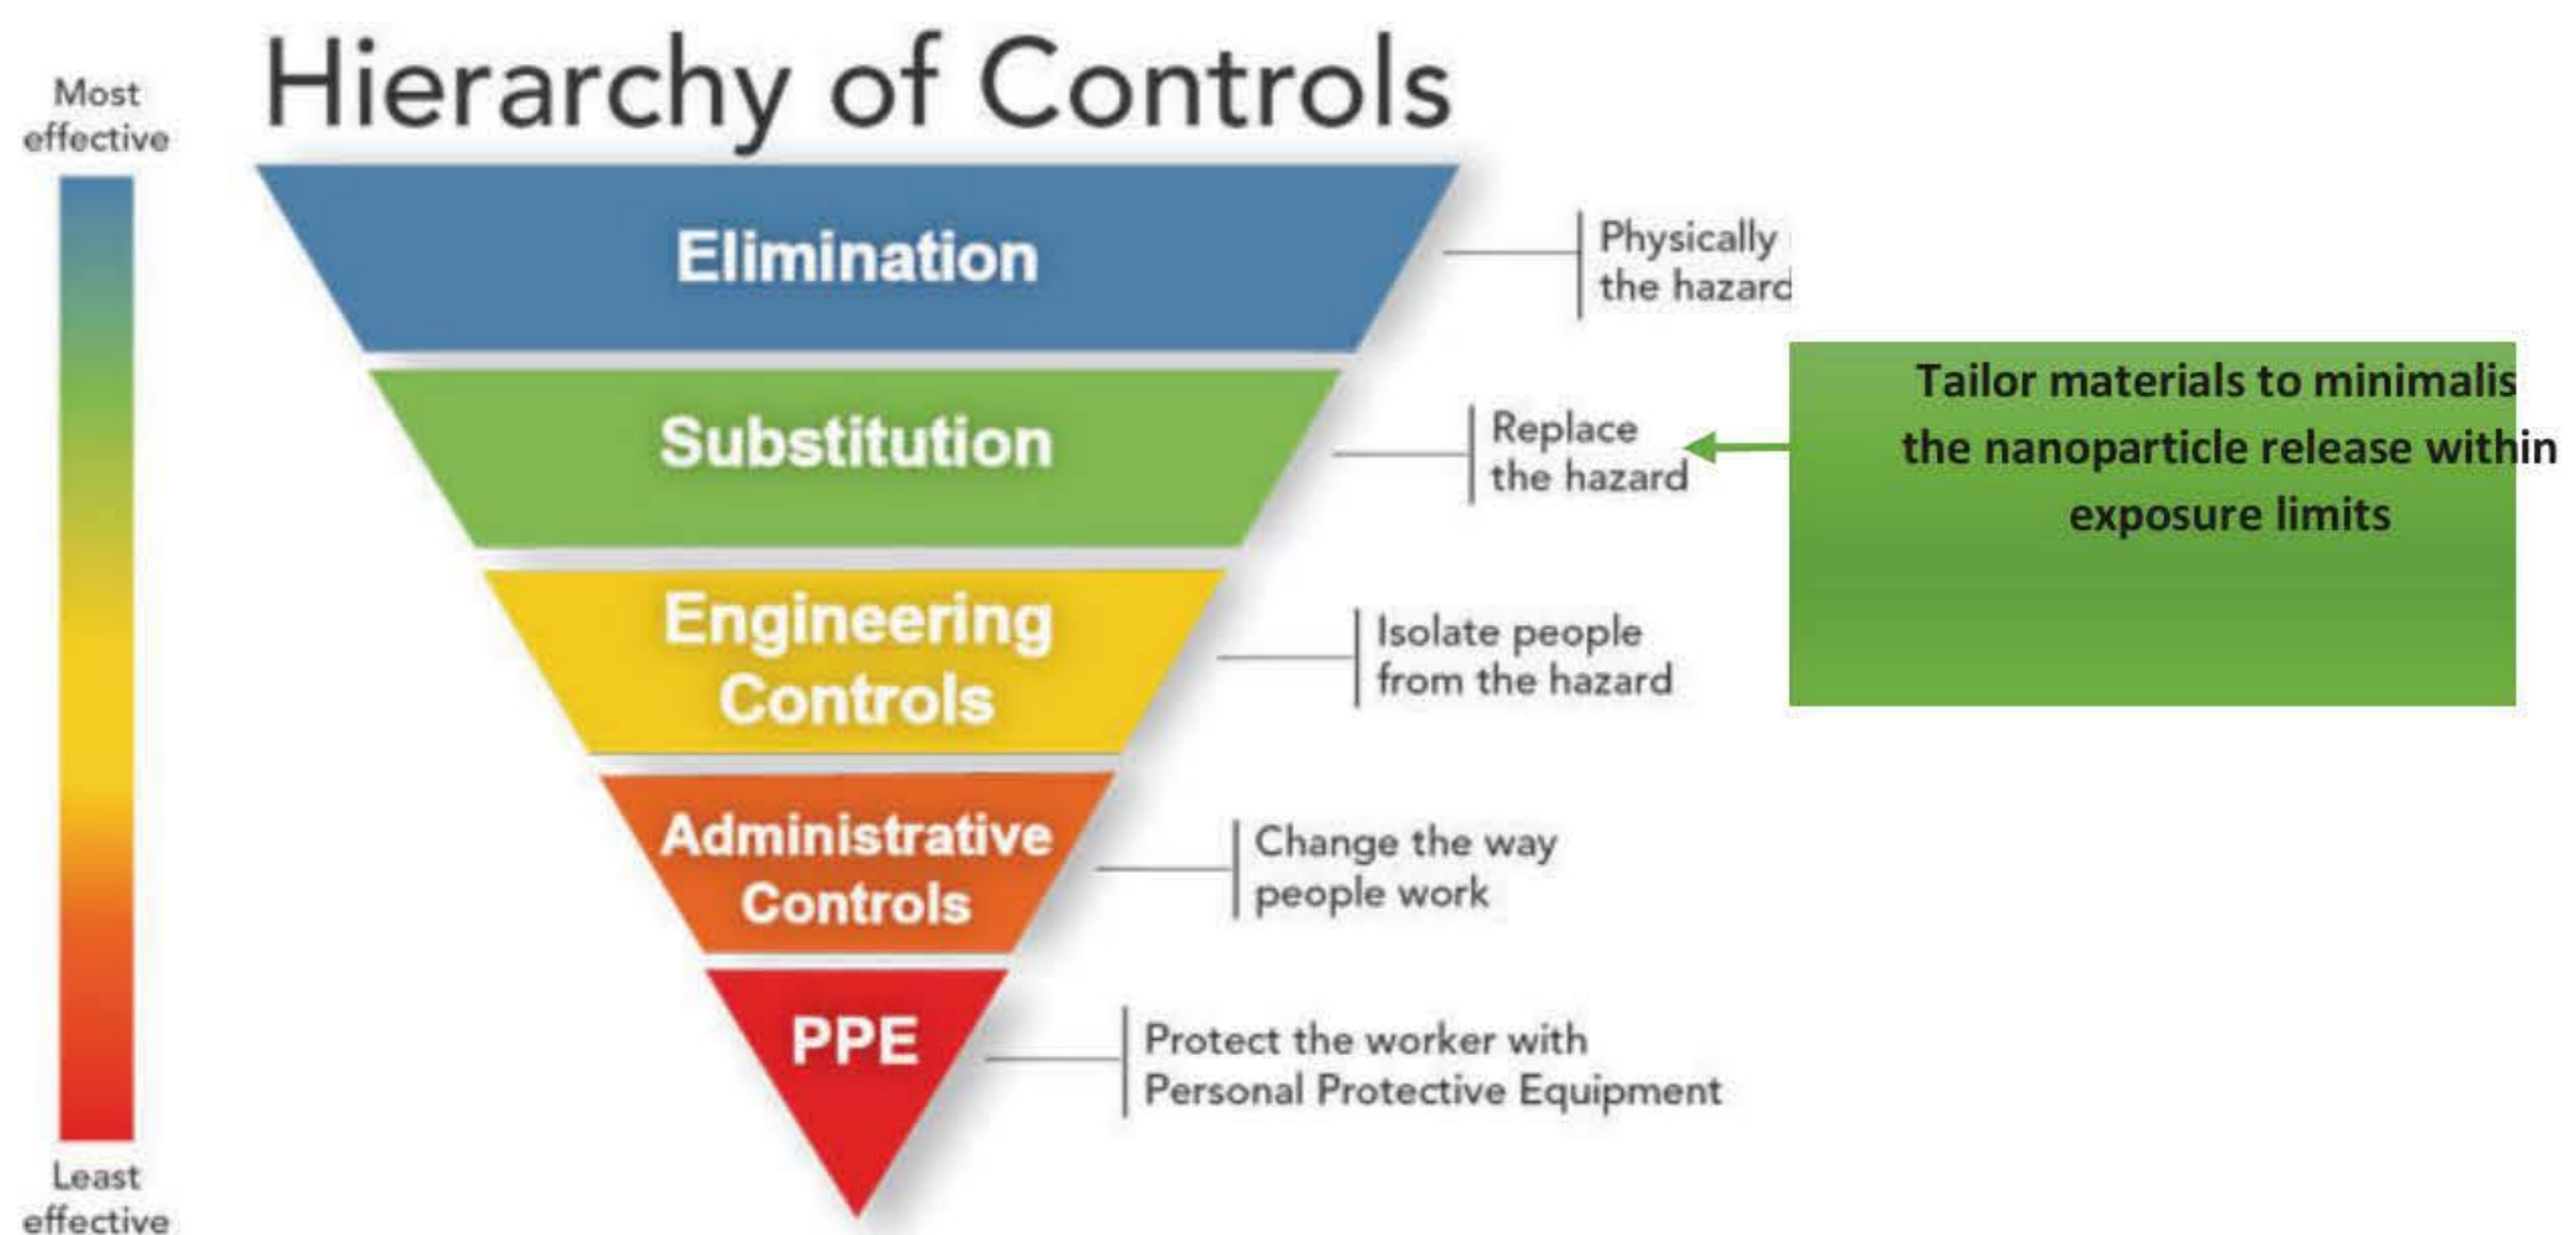 Hierarchy of Controls
Most
effective
Elimination
Physically
the hazard
Substitution
Replace
the hazard
Tailor materials to minimalis
the nanoparticle release within
exposure limits
Engineering
Controls
Isolate people
from the hazard
Administrative
Controls
Change the way
people work
PPE
Protect the worker with
Personal Protective Equipment
Least
effective